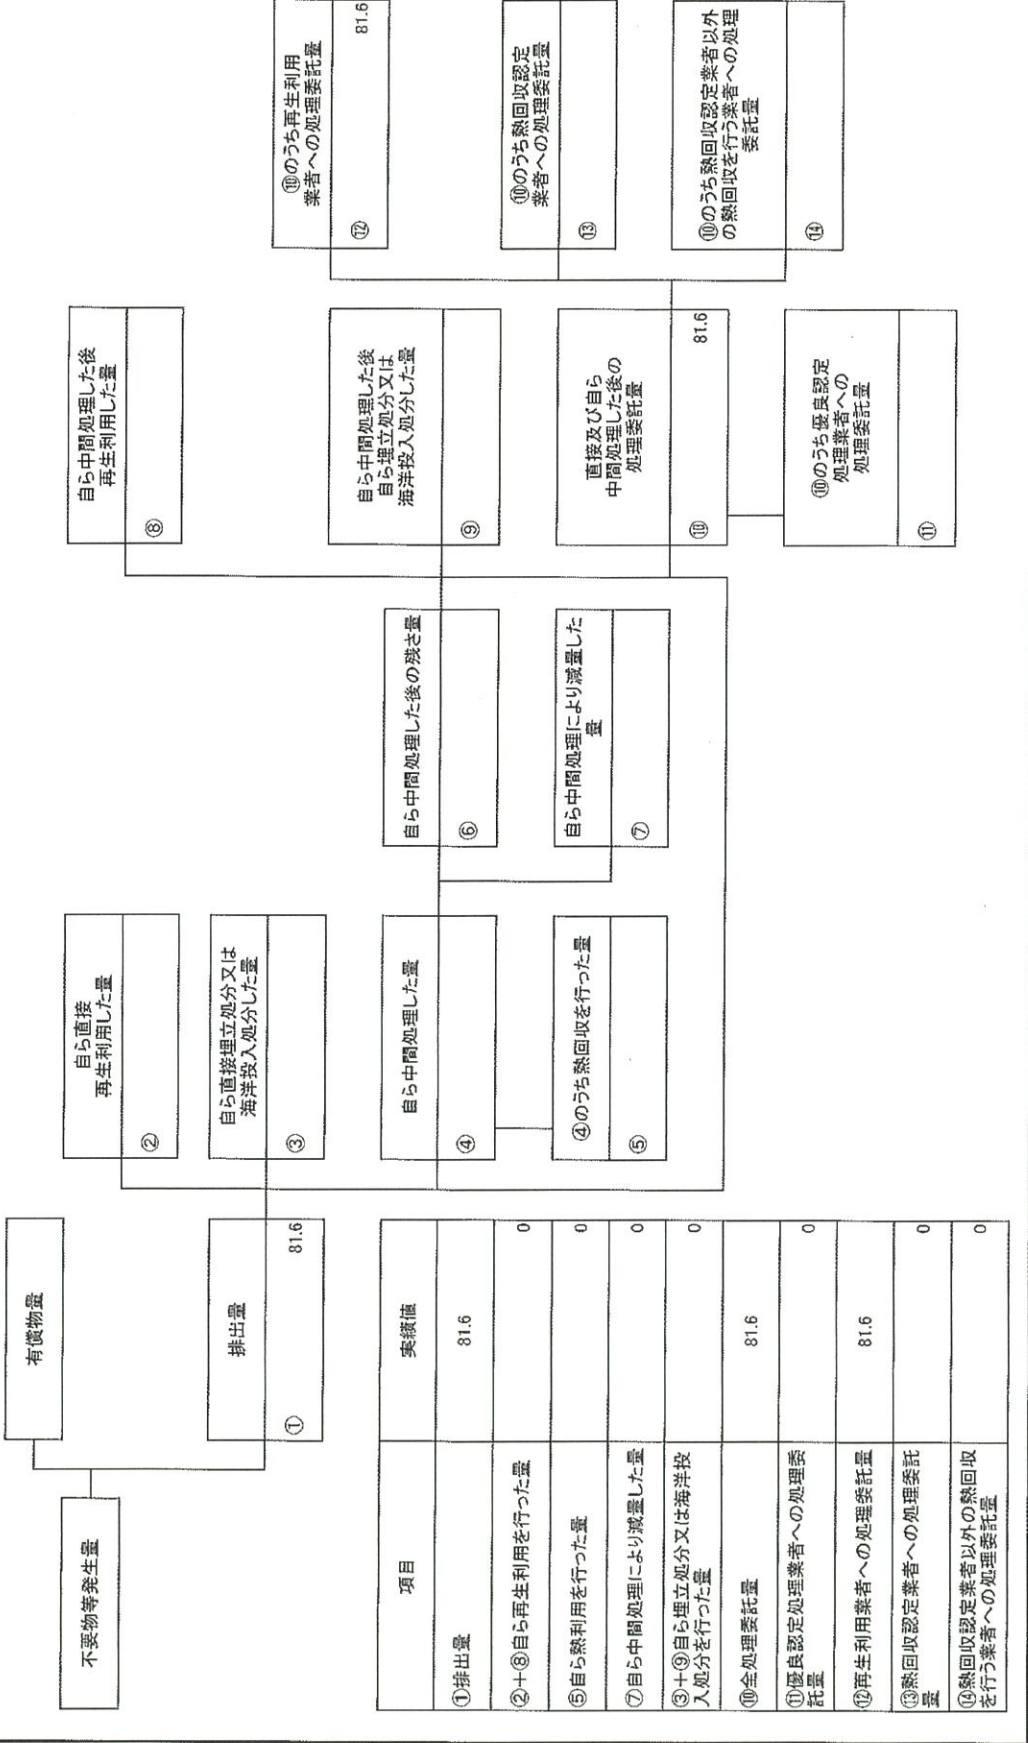 不要物等発生量
有償物量
排出量
①
81.6
自ら直接
再生利用した量
②
自ら直接埋立処分又は
海洋投入処分した量
③
自ら中間処理した量
④
④のうち熱回収を行った量
⑤
自ら中間処理した後の残さ量
⑥
自ら中間処理により減量した
量
⑦
自ら中間処理した後
再生利用した量
⑧
自ら中間処理した後
自ら埋立処分又は
海洋投入処分した量
⑨
直接及び自ら
中間処理した後の
処理委託量
⑩
81.6
⑩のうち優良認定
処理業者への
処理委託量
⑪
⑩のうち再生利用
業者への処理委託量
⑫
81.6
⑩のうち熱回収認定
業者への処理委託量
⑬
⑩のうち熱回収認定業者以外
の熱回収を行う業者への処理
委託量
⑭
項目 実績値
①排出量 81.6
②+⑧自ら再生利用を行った量 0
⑤自ら熱利用を行った量 0
⑦自ら中間処理により減量した量 0
③+⑨自ら埋立処分又は海洋投
入処分を行った量 0
⑩全処理委託量 81.6
⑪優良認定処理業者への処理委
託量 0
⑫再生利用業者への処理委託量 81.6
⑬熱回収認定業者への処理委託
量 0
⑭熱回収認定業者以外の熱回収
を行う業者への処理委託量 0